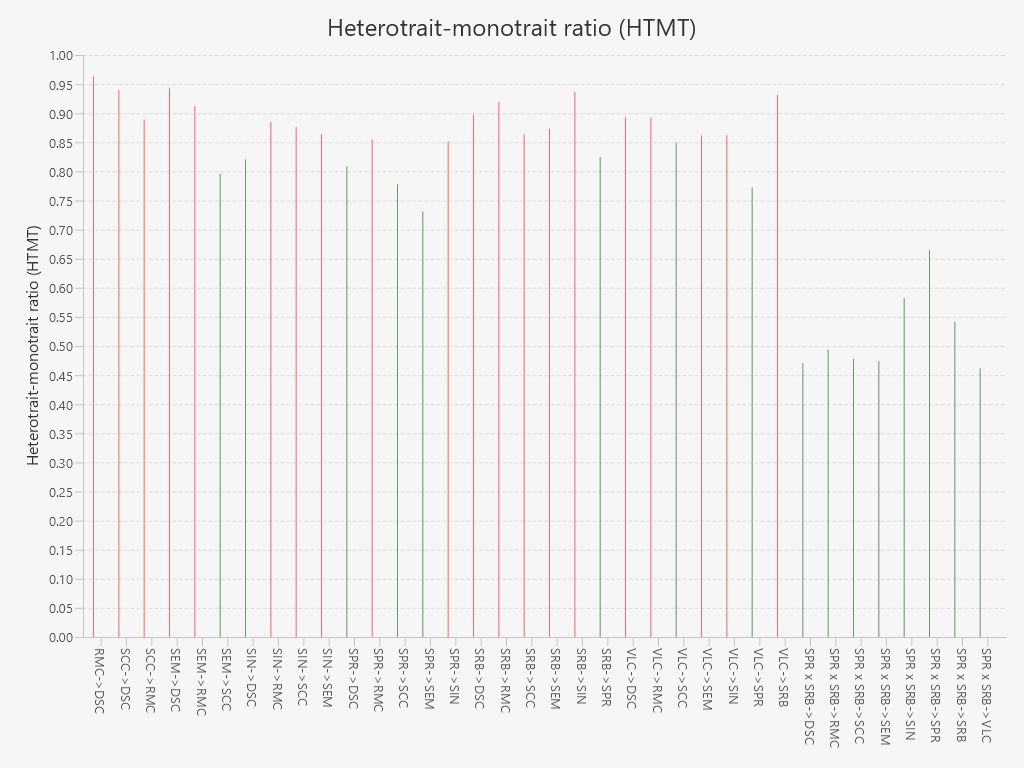 Heterotrait-monotrait ratio (HTMT)
Heterotrait-monotrait ratio (HTMT)
1.00
0.95
0.90
0.85
0.80
0.75
0.70
0.65
0.60
0.55
0.50
0.45
0.40
0.35
0.30
0.25
0.20
0.15
0.10
0.05
0.00
RMC->DSC
SCC->DSC
SCC->RMC
SEM->DSC
SEM->RMC
SEM->SCC
SIN->DSC
SIN->RMC
SIN->SCC
SIN->SEM
SPR->DSC
SPR->RMC
SPR->SCC
SPR->SEM
SPR->SIN
SRB->DSC
SRB->RMC
SRB->SCC
SRB->SEM
SRB->SIN
SRB->SPR
VLC->DSC
VLC->RMC
VLC->SCC
VLC->SEM
VLC->SIN
VLC->SPR
VLC->SRB
SPR x SRB->DSC
SPR x SRB->RMC
SPR x SRB->SCC
SPR x SRB->SEM
SPR x SRB->SIN
SPR x SRB->SPR
SPR x SRB->SRB
SPR x SRB->VLC